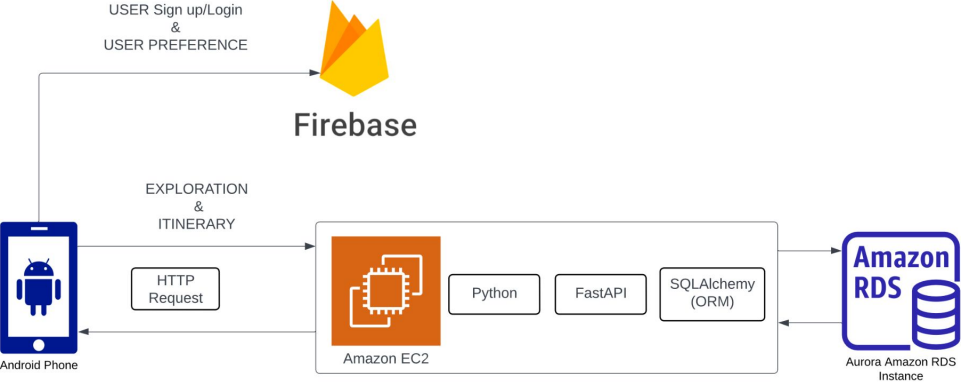 USER Sign up/Login
&
USER PREFERENCE
Firebase
EXPLORATION
&
ITINERARY
HTTP
Request
Android Phone
Amazon EC2
Python
FastAPI
SQLAlchemy
(ORM)
Amazon
RDS
Aurora Amazon RDS
Instance